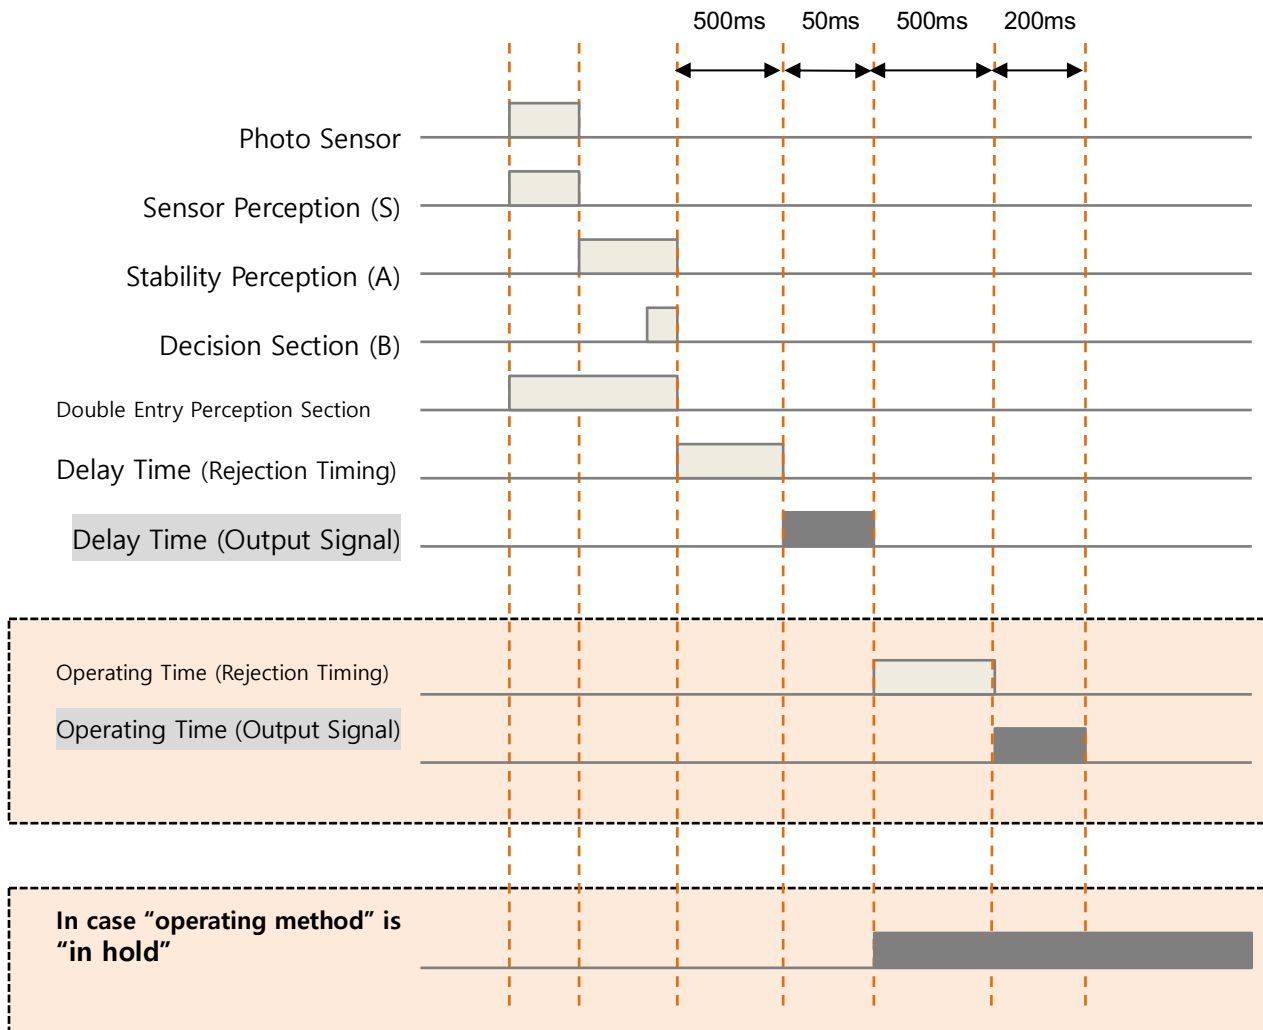 500ms 50ms 500ms 200ms
Photo Sensor
Sensor Perception (S)
Stability Perception (A)
Decision Section (B)
Double Entry Perception Section
Delay Time (Rejection Timing)
Delay Time (Output Signal)
Operating Time (Rejection Timing)
Operating Time (Output Signal)
In case “operating method” is
“in hold”